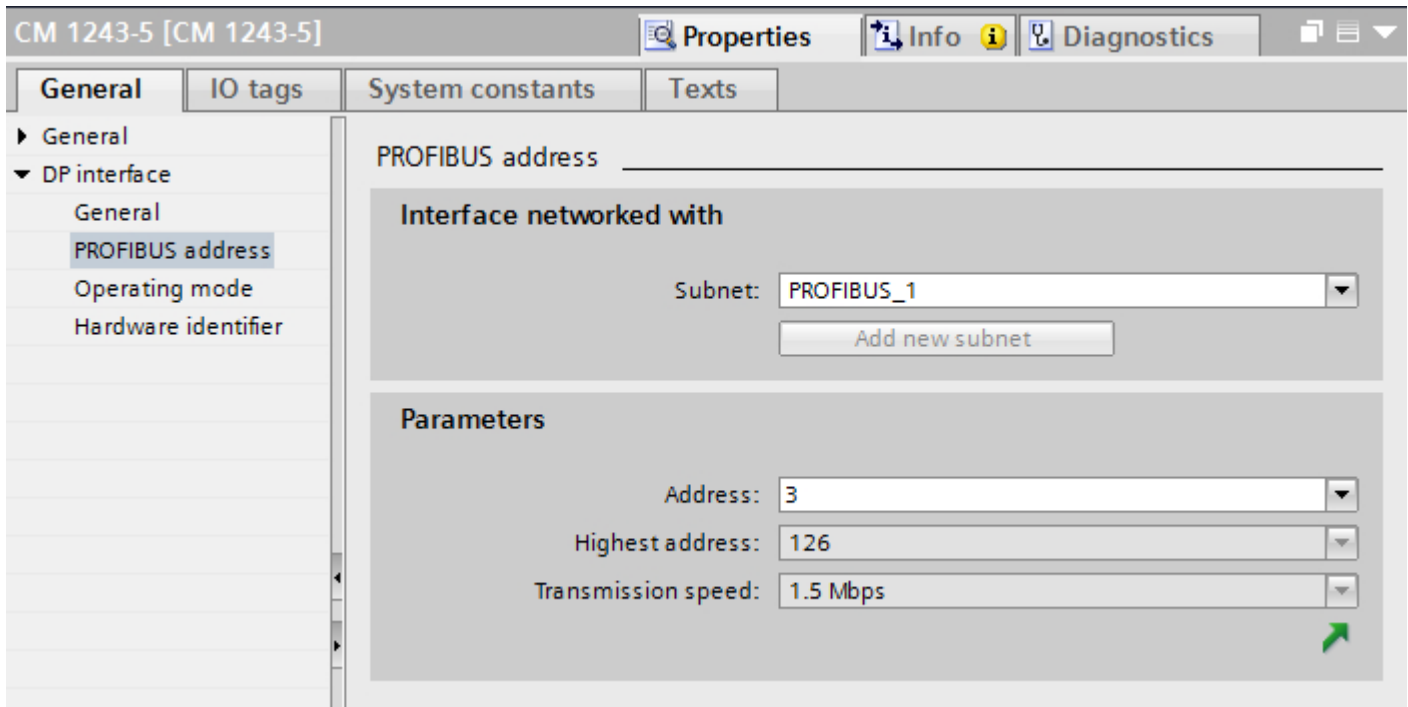 CM 1243-5 [CM 1243-5]
Properties
Info
Diagnostics
General
IO tags
System constants
Texts
General
DP interface
General
PROFIBUS address
Operating mode
Hardware identifier
PROFIBUS address
Interface networked with
Subnet: PROFIBUS_1
Add new subnet
Parameters
Address: 3
Highest address: 126
Transmission speed: 1.5 Mbps